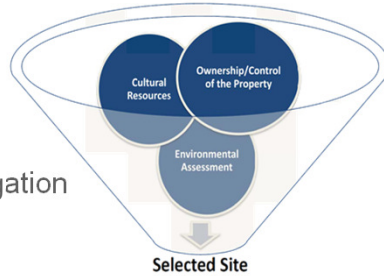 Cultural
Resources
Ownership/Control
of the Property
Environmental
Assessment
gation
Selected Site